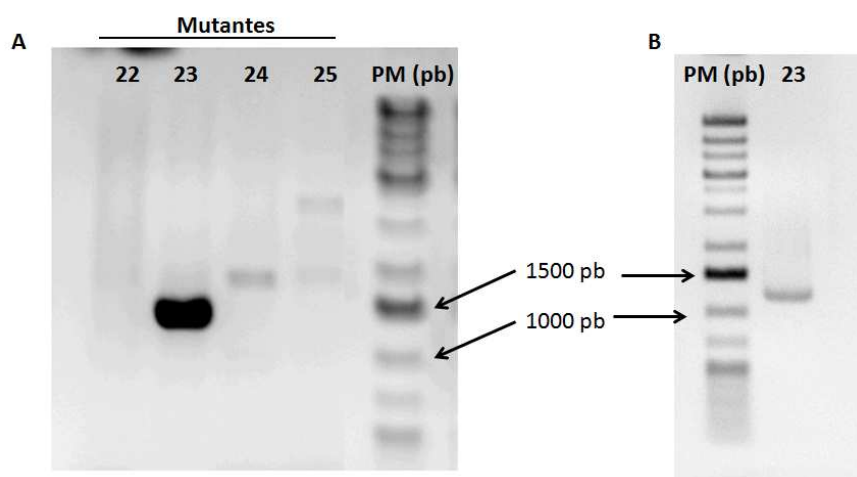 Mutantes
A
B
22 23 24 25 PM (pb)
PM (pb) 23
1500 pb
1000 pb